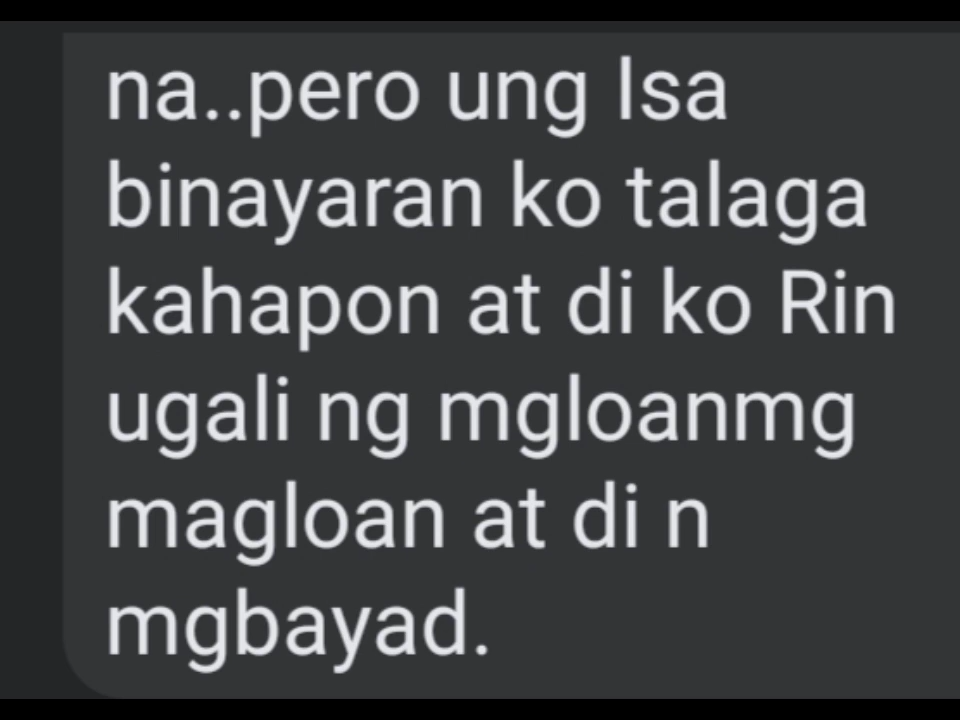 na..pero ung Isa
binayaran ko talaga
kahapon at di ko Rin
ugali ng mgloanmg
magloan at di n
mgbayad.